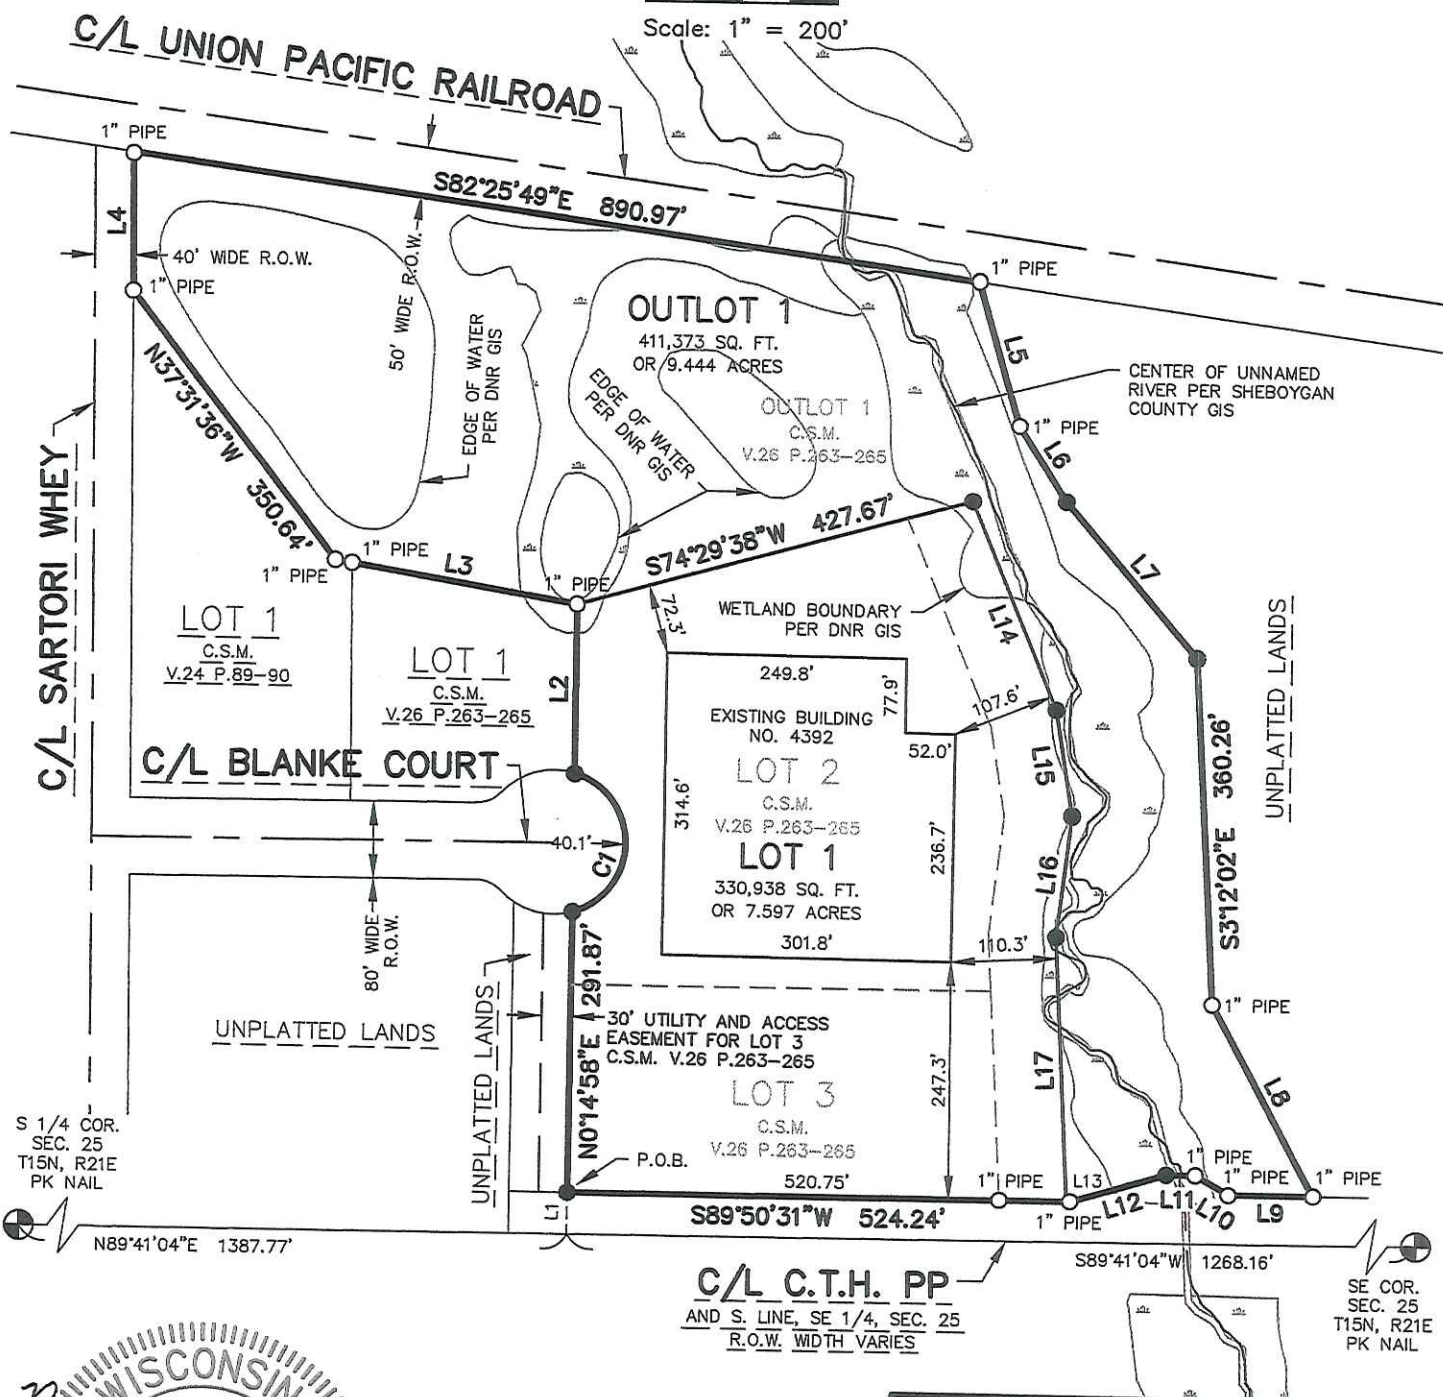 Scale: 1" = 200'
C/L UNION PACIFIC RAILROAD
1" PIPE
S82°25'49"E 890.97'
L4
40' WIDE R.O.W.
50' WIDE R.O.W.
1" PIPE
1" PIPE
OUTLOT 1
411,373 SQ. FT.
OR 9.444 ACRES
OUTLOT 1
C.S.M.
V.26 P.263-265
EDGE OF WATER
PER DNR GIS
EDGE OF WATER
PER DNR GIS
L5
CENTER OF UNNAMED
RIVER PER SHEBOYGAN
COUNTY GIS
1" PIPE
L6
N37°31'36"W 350.64'
C/L SARTORI WHEY
1" PIPE
1" PIPE
L3
1" PIPE
S74°29'38"W 427.67'
L7
LOT 1
C.S.M.
V.24 P.89-90
LOT 1
C.S.M.
V.26 P.263-265
L2
72.3'
WETLAND BOUNDARY
PER DNR GIS
L14
UNPLATTED LANDS
249.8'
77.9'
107.6'
EXISTING BUILDING
NO. 4392
52.0'
L15
LOT 2
C.S.M.
V.26 P.263-265
LOT 1
330,938 SQ. FT.
OR 7.597 ACRES
314.6'
236.7'
301.8'
C/L BLANKE COURT
40.1'
C1
80' WIDE
R.O.W.
L16
S3°12'02"E 360.26'
110.3'
1" PIPE
UNPLATTED LANDS
UNPLATTED LANDS
N0°14'58"E 291.87'
30' UTILITY AND ACCESS
EASEMENT FOR LOT 3
C.S.M. V.26 P.263-265
LOT 3
C.S.M.
V.26 P.263-265
247.3'
L17
L8
S 1/4 COR.
SEC. 25
T15N, R21E
PK NAIL
P.O.B.
520.75'
1" PIPE
L13
1" PIPE
1" PIPE
1" PIPE
1" PIPE
L1
S89°50'31"W 524.24'
L12
L11
L10
L9
N89°41'04"E 1387.77'
S89°41'04"W 1268.16'
C/L C.T.H. PP
AND S. LINE, SE 1/4, SEC. 25
R.O.W. WIDTH VARIES
SE COR.
SEC. 25
T15N, R21E
PK NAIL
WISCONSIN